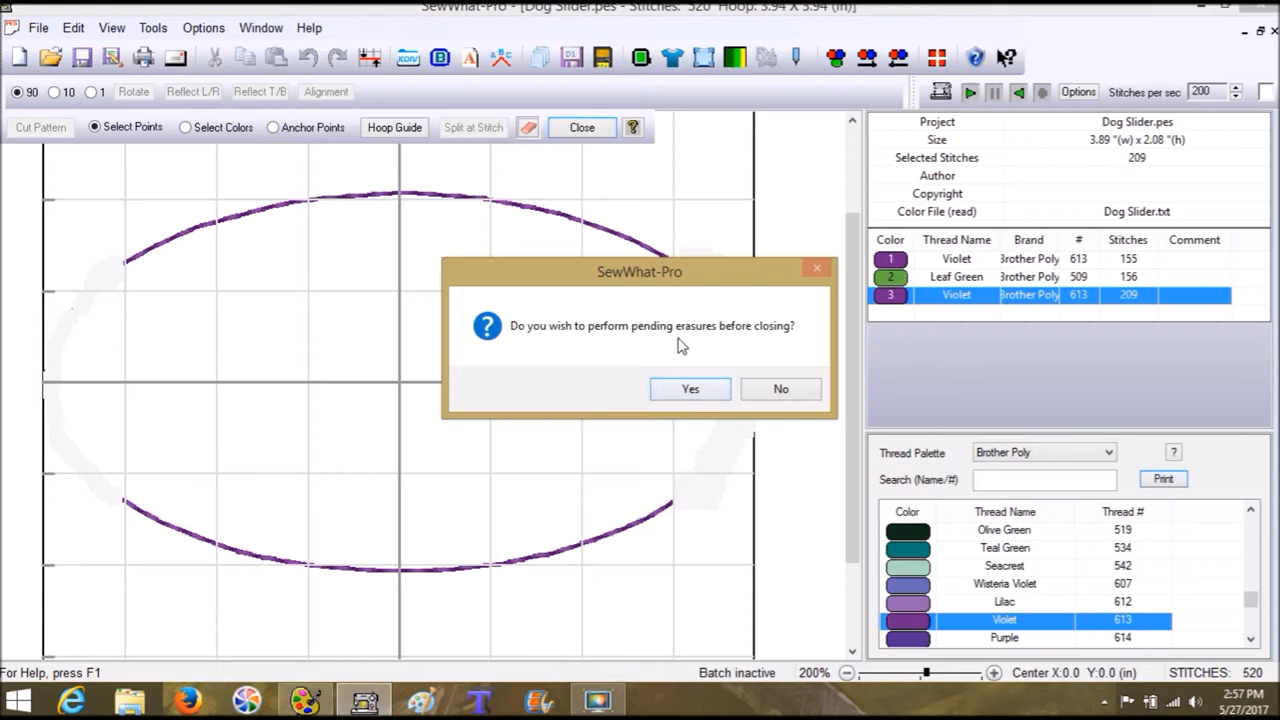 SewWhat-Pro - [Dog Slider.pes - Stitches: 520 Hoop: 3.94 X 3.94 (in)]
File Edit View Tools Options Window Help
90 10 1 Rotate Reflect L/R Reflect T/B Alignment
Options Stitches per sec 200
Cut Pattern Select Points Select Colors Anchor Points Hoop Guide Split at Stitch Close
Project Dog Slider.pes
Size 3.89 "(w) x 2.08 "(h)
Selected Stitches 209
Author
Copyright
Color File (read) Dog Slider.txt
Color Thread Name Brand # Stitches Comment
1 Violet Brother Poly 613 155
2 Leaf Green Brother Poly 509 156
3 Violet Brother Poly 613 209
SewWhat-Pro
Do you wish to perform pending erasures before closing?
Yes No
Thread Palette Brother Poly ?
Search (Name/#) Print
Color Thread Name Thread #
Olive Green 519
Teal Green 534
Seacrest 542
Wisteria Violet 607
Lilac 612
Violet 613
Purple 614
For Help, press F1 Batch inactive 200% Center X:0.0 Y:0.0 (in) STITCHES: 520
2:57 PM
5/27/2017